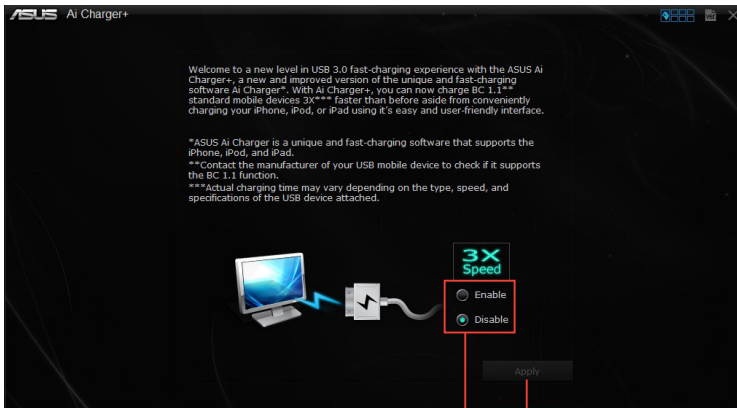 ASUS Ai Charger+
Welcome to a new level in USB 3.0 fast-charging experience with the ASUS Ai
Charger+, a new and improved version of the unique and fast-charging
software Ai Charger*. With Ai Charger+, you can now charge BC 1.1**
standard mobile devices 3X*** faster than before aside from conveniently
charging your iPhone, iPod, or iPad using it's easy and user-friendly interface.
*ASUS Ai Charger is a unique and fast-charging software that supports the
iPhone, iPod, and iPad.
**Contact the manufacturer of your USB mobile device to check if it supports
the BC 1.1 function.
***Actual charging time may vary depending on the type, speed, and
specifications of the USB device attached.
3X
Speed
Enable
Disable
Apply